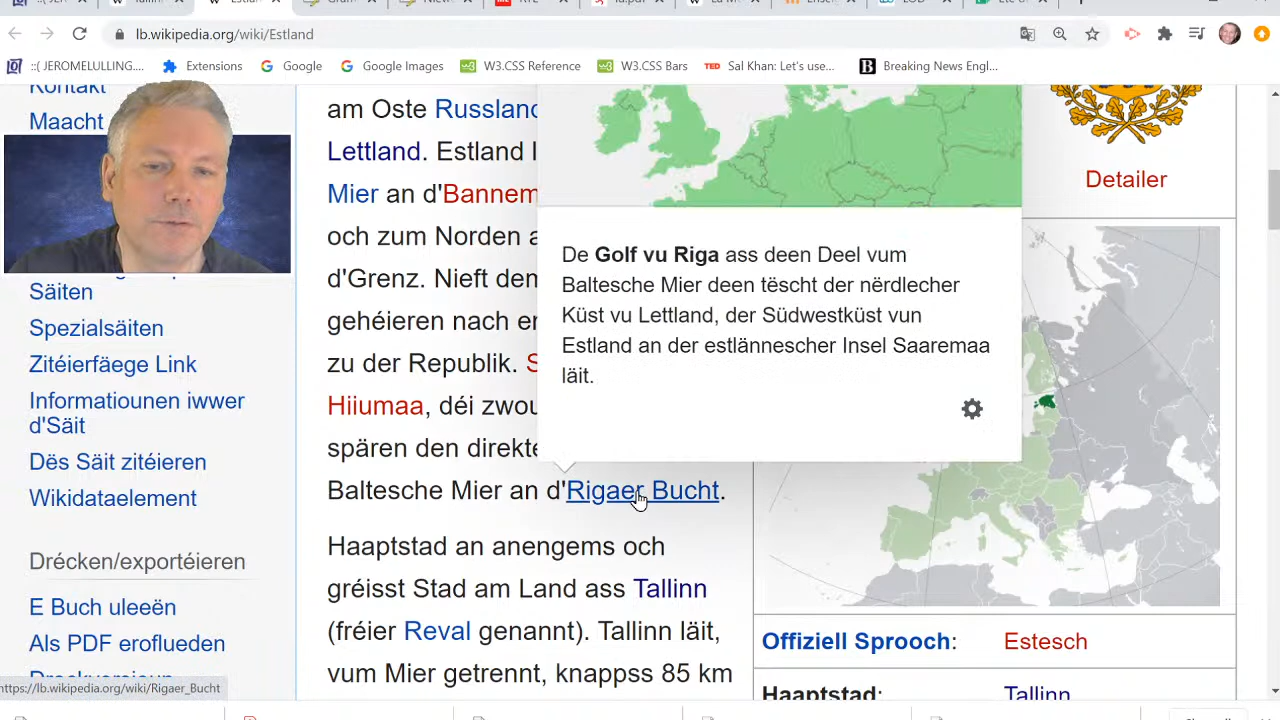 lb.wikipedia.org/wiki/Estland
::( JEROMELULLING.... Extensions Google Google Images W3.CSS Reference W3.CSS Bars TED Sal Khan: Let's use... B Breaking News Engl...
Kontakt
Maacht
Säiten
Spezialsäiten
Zitéierfäege Link
Informatiounen iwwer
d'Säit
Dës Säit zitéieren
Wikidataelement
Drécken/exportéieren
E Buch uleeën
Als PDF eroflueden
https://lb.wikipedia.org/wiki/Rigaer_Bucht
am Oste Russland
Lettland. Estland l
Mier an d'Bannem
och zum Norden a
d'Grenz. Nieft dem
gehéieren nach er
zu der Republik. S
Hiiumaa, déi zwou
spären den direkte
Baltesche Mier an d'Rigaer Bucht.
Haaptstad an anengems och
gréisst Stad am Land ass Tallinn
(fréier Reval genannt). Tallinn läit,
vum Mier getrennt, knappss 85 km
De Golf vu Riga ass deen Deel vum
Baltesche Mier deen tëscht der nërdlecher
Küst vu Lettland, der Südwestküst vun
Estland an der estlännescher Insel Saaremaa
läit.
Detailer
Offiziell Sprooch: Estesch
Haaptstad: Tallinn